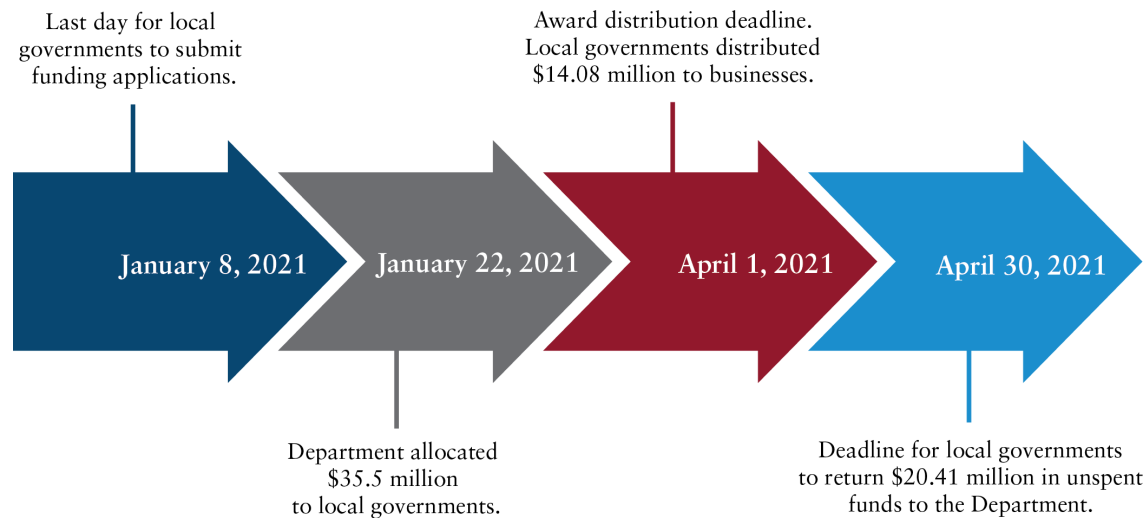 Last day for local
governments to submit
funding applications.
Award distribution deadline.
Local governments distributed
$14.08 million to businesses.
January 8, 2021
January 22, 2021
April 1, 2021
April 30, 2021
Department allocated
$35.5 million
to local governments.
Deadline for local governments
to return $20.41 million in unspent
funds to the Department.